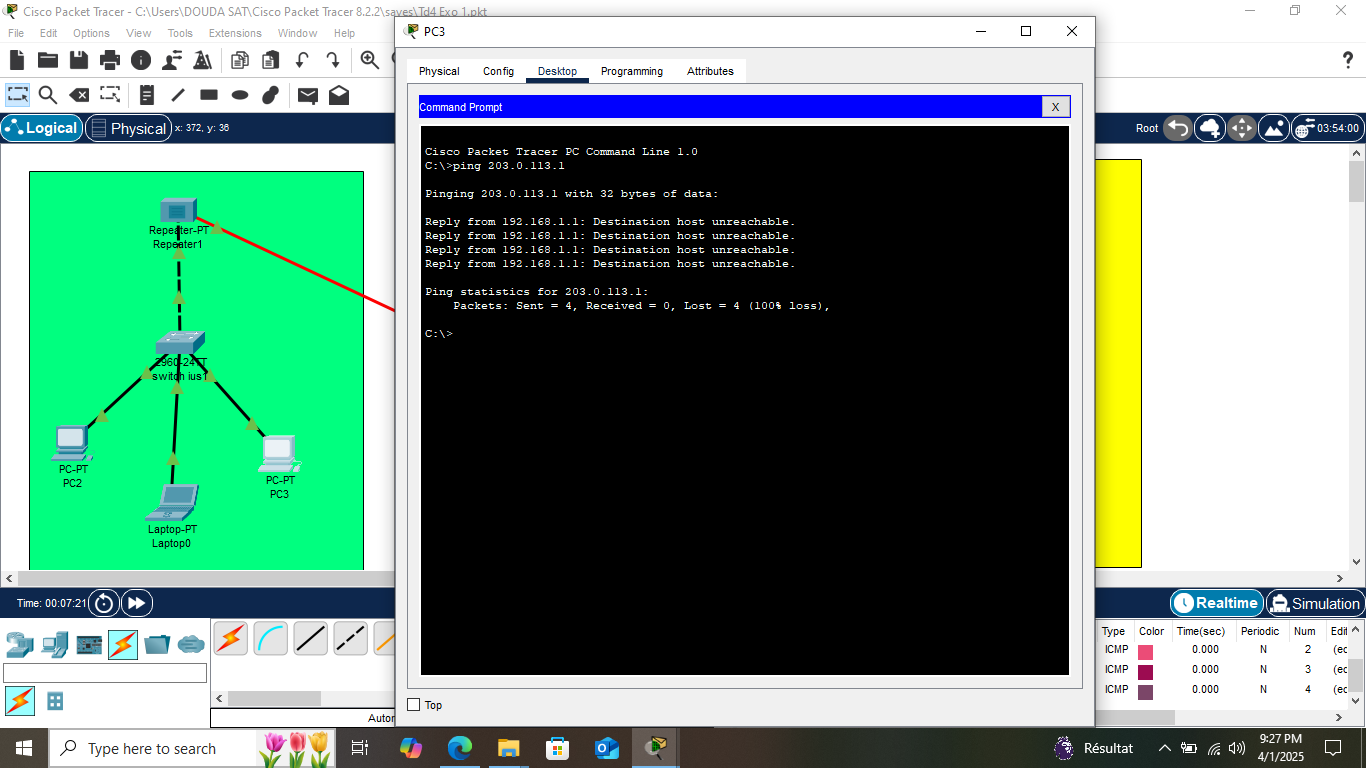 Cisco Packet Tracer - C:\Users\DOUDA SAT\Cisco Packet Tracer 8.2.2\saves\Td4 Exo 1.pkt
File Edit Options View Tools Extensions Window Help
Logical Physical x: 372, y: 36
Root 03:54:00
Repeater-PT
Repeater1
2960-24TT
switch ius1
PC-PT
PC2
PC-PT
PC3
Laptop-PT
Laptop0
PC3
Physical Config Desktop Programming Attributes
Command Prompt
X
Cisco Packet Tracer PC Command Line 1.0
C:\>ping 203.0.113.1
Pinging 203.0.113.1 with 32 bytes of data:
Reply from 192.168.1.1: Destination host unreachable.
Reply from 192.168.1.1: Destination host unreachable.
Reply from 192.168.1.1: Destination host unreachable.
Reply from 192.168.1.1: Destination host unreachable.
Ping statistics for 203.0.113.1:
Packets: Sent = 4, Received = 0, Lost = 4 (100% loss),
C:\>
Top
Time: 00:07:21
Realtime Simulation
Type Color Time(sec) Periodic Num Edit
ICMP 0.000 N 2 (ec
ICMP 0.000 N 3 (ec
ICMP 0.000 N 4 (ec
Autor
Type here to search
Résultat
9:27 PM
4/1/2025